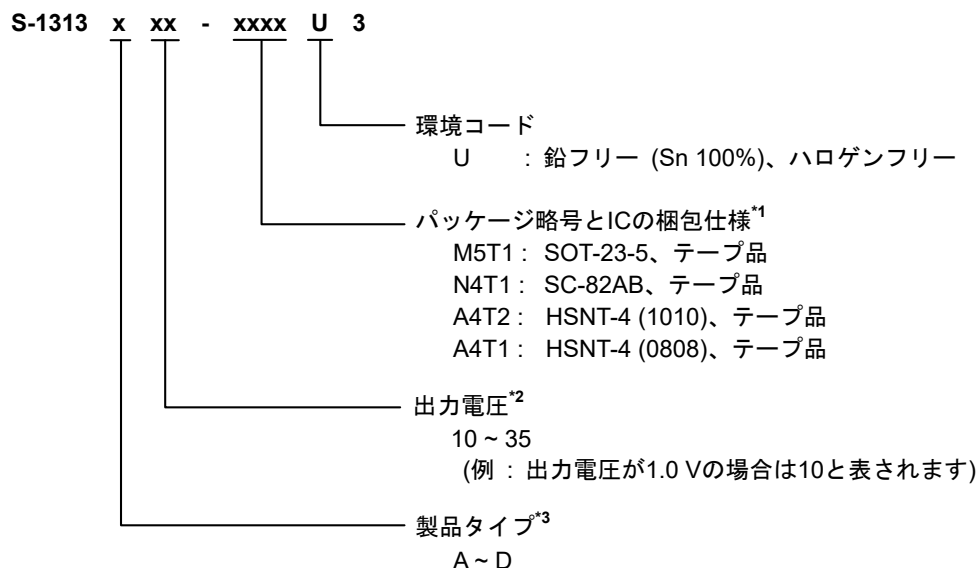 S-1313 x xx - xxxx U 3
環境コード
U : 鉛フリー (Sn 100%)、ハロゲンフリー
パッケージ略号とICの梱包仕様*1
M5T1 : SOT-23-5、テープ品
N4T1 : SC-82AB、テープ品
A4T2 : HSNT-4 (1010)、テープ品
A4T1 : HSNT-4 (0808)、テープ品
出力電圧*2
10 ~ 35
(例 : 出力電圧が1.0 Vの場合は10と表されます)
製品タイプ*3
A ~ D